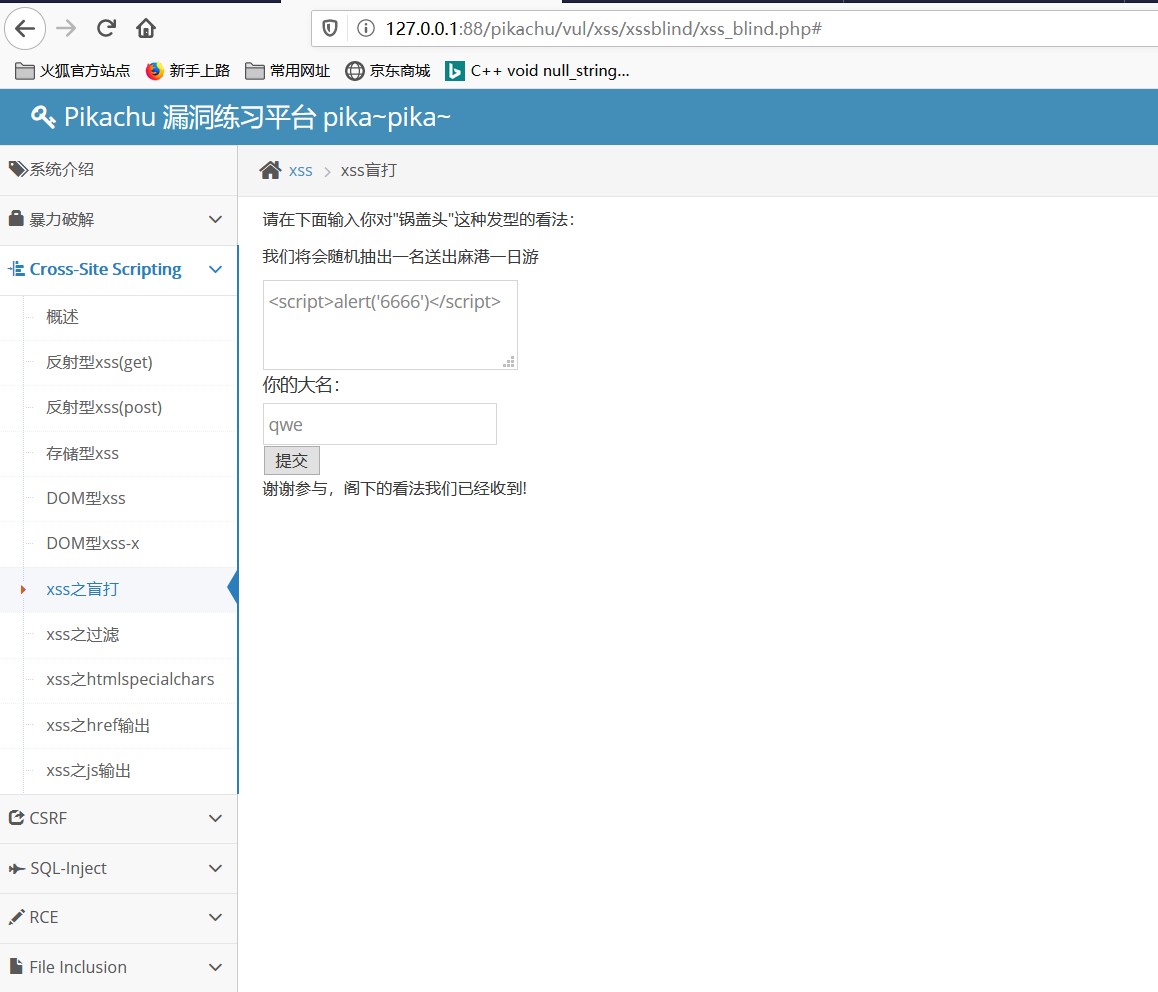 127.0.0.1:88/pikachu/vul/xss/xssblind/xss_blind.php#
火狐官方站点 新手上路 常用网址 京东商城 C++ void null_string...
Pikachu 漏洞练习平台 pika~pika~
系统介绍
暴力破解
Cross-Site Scripting
概述
反射型xss(get)
反射型xss(post)
存储型xss
DOM型xss
DOM型xss-x
xss之盲打
xss之过滤
xss之htmlspecialchars
xss之href输出
xss之js输出
CSRF
SQL-Inject
RCE
File Inclusion
xss xss盲打
请在下面输入你对"锅盖头"这种发型的看法：
我们将会随机抽出一名送出麻港一日游
<script>alert('6666')</script>
你的大名：
qwe
提交
谢谢参与，阁下的看法我们已经收到!